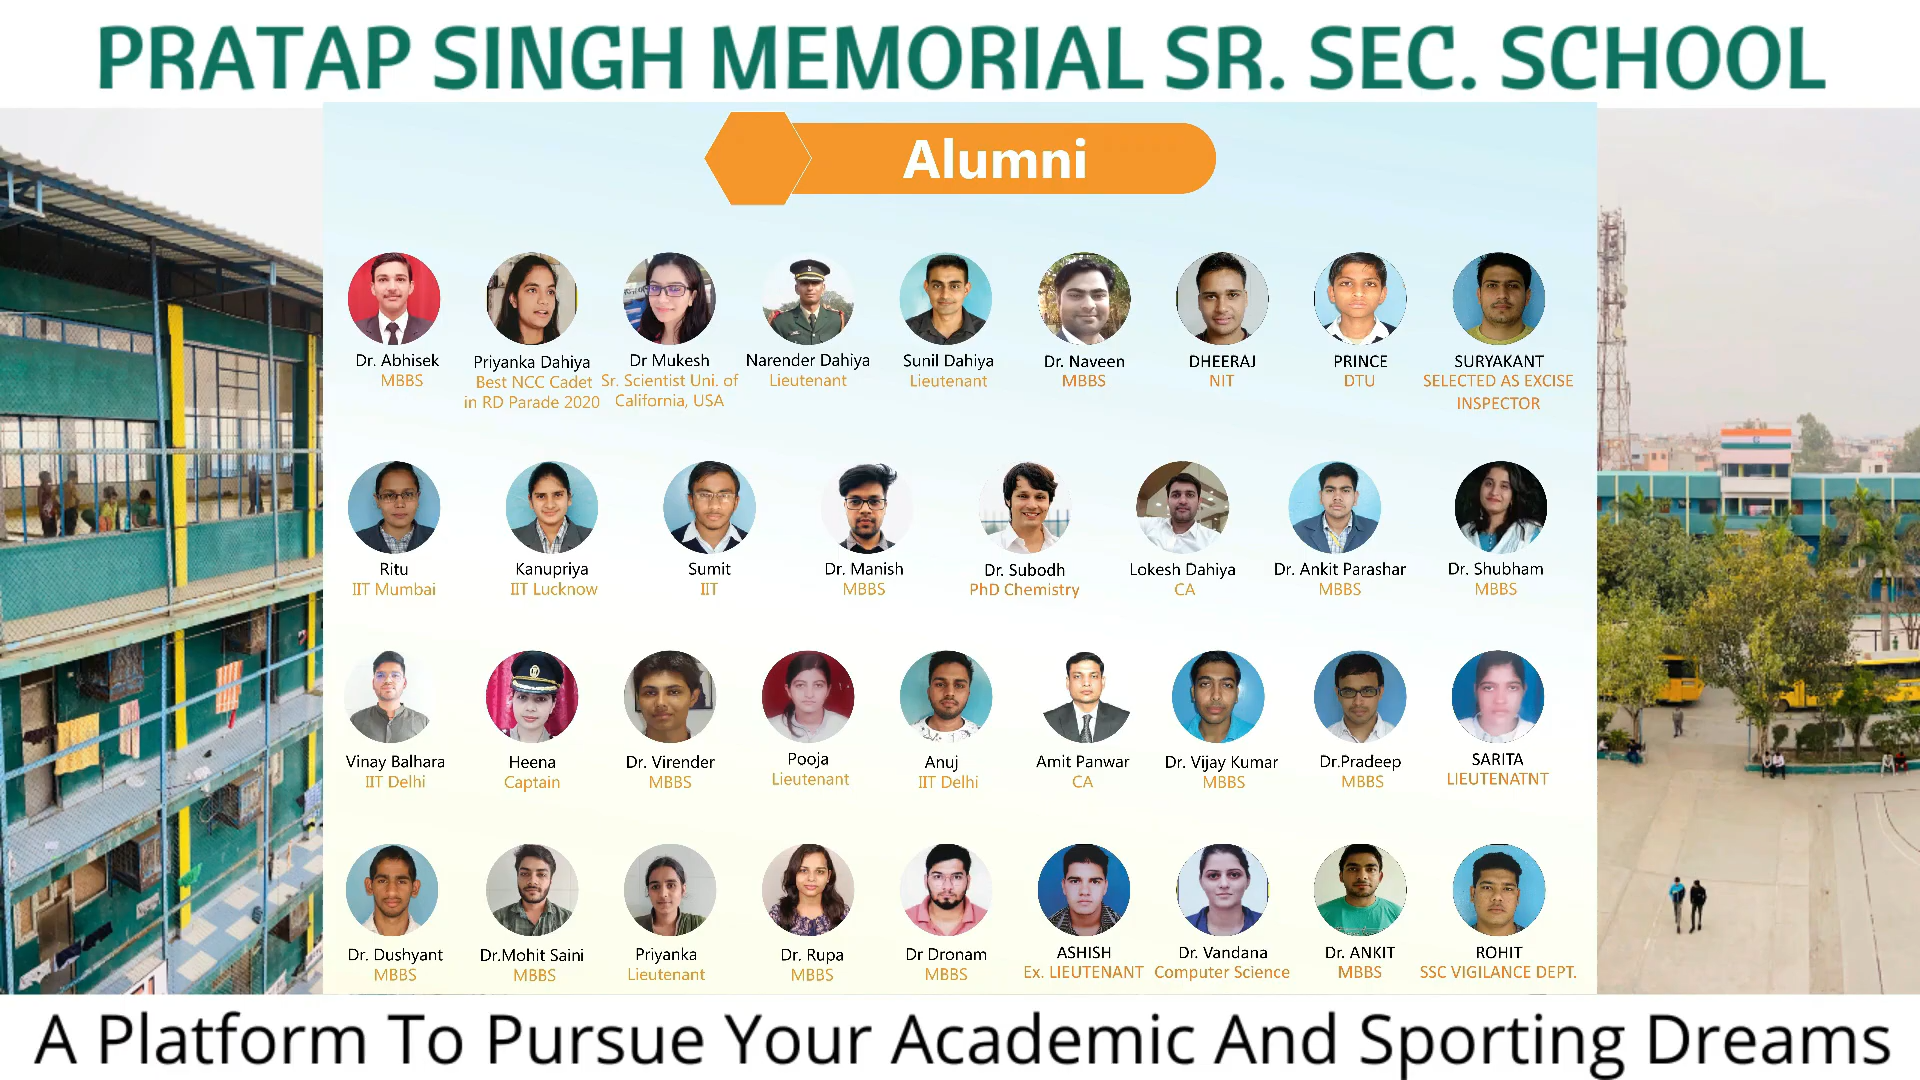 PRATAP SINGH MEMORIAL SR. SEC. SCHOOL
Alumni
Dr. Abhisek
MBBS
Priyanka Dahiya
Best NCC Cadet
in RD Parade 2020
Dr Mukesh
Sr. Scientist Uni. of
California, USA
Narender Dahiya
Lieutenant
Sunil Dahiya
Lieutenant
Dr. Naveen
MBBS
DHEERAJ
NIT
PRINCE
DTU
SURYAKANT
SELECTED AS EXCISE
INSPECTOR
Ritu
IIT Mumbai
Kanupriya
IIT Lucknow
Sumit
IIT
Dr. Manish
MBBS
Dr. Subodh
PhD Chemistry
Lokesh Dahiya
CA
Dr. Ankit Parashar
MBBS
Dr. Shubham
MBBS
Vinay Balhara
IIT Delhi
Heena
Captain
Dr. Virender
MBBS
Pooja
Lieutenant
Anuj
IIT Delhi
Amit Panwar
CA
Dr. Vijay Kumar
MBBS
Dr.Pradeep
MBBS
SARITA
LIEUTENATNT
Dr. Dushyant
MBBS
Dr.Mohit Saini
MBBS
Priyanka
Lieutenant
Dr. Rupa
MBBS
Dr Dronam
MBBS
ASHISH
Ex. LIEUTENANT
Dr. Vandana
Computer Science
Dr. ANKIT
MBBS
ROHIT
SSC VIGILANCE DEPT.
A Platform To Pursue Your Academic And Sporting Dreams